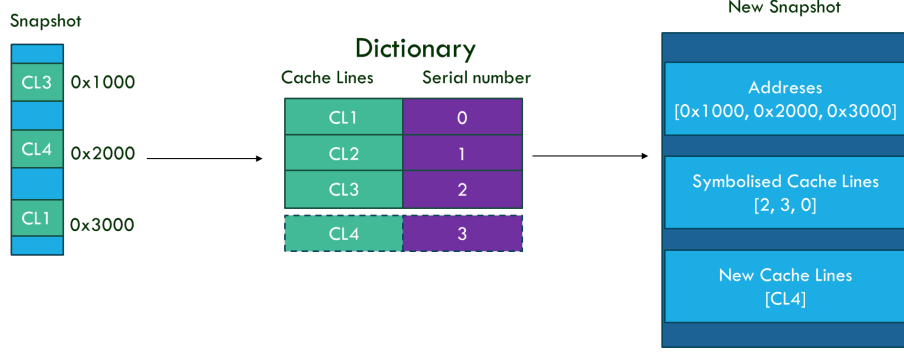 Snapshot
CL3
0x1000
CL4
0x2000
CL1
0x3000
Dictionary
Cache Lines
Serial number
CL1
0
CL2
1
CL3
2
CL4
3
New Snapshot
Addreses
[0x1000, 0x2000, 0x3000]
Symbolised Cache Lines
[2, 3, 0]
New Cache Lines
[CL4]